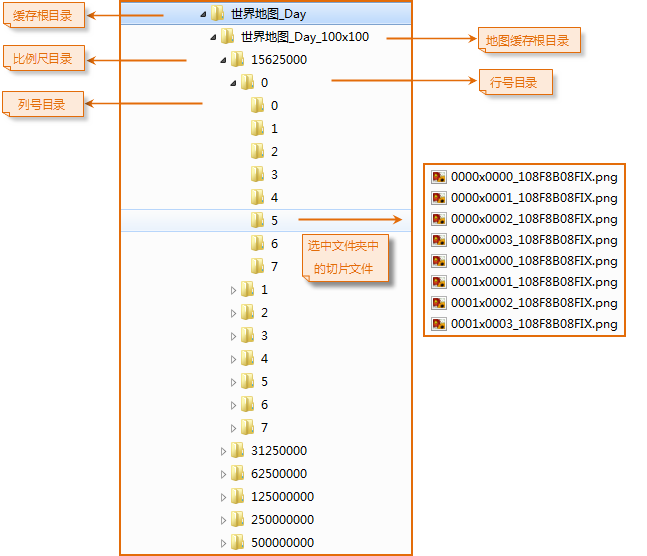 缓存根目录
世界地图_Day
世界地图_Day_100x100
地图缓存根目录
比例尺目录
15625000
0
行号目录
列号目录
0
1
2
3
4
5
6
7
选中文件夹中
的切片文件
0000x0000_108F8B08FIX.png
0000x0001_108F8B08FIX.png
0000x0002_108F8B08FIX.png
0000x0003_108F8B08FIX.png
0001x0000_108F8B08FIX.png
0001x0001_108F8B08FIX.png
0001x0002_108F8B08FIX.png
0001x0003_108F8B08FIX.png
1
2
3
4
5
6
7
31250000
62500000
125000000
250000000
500000000